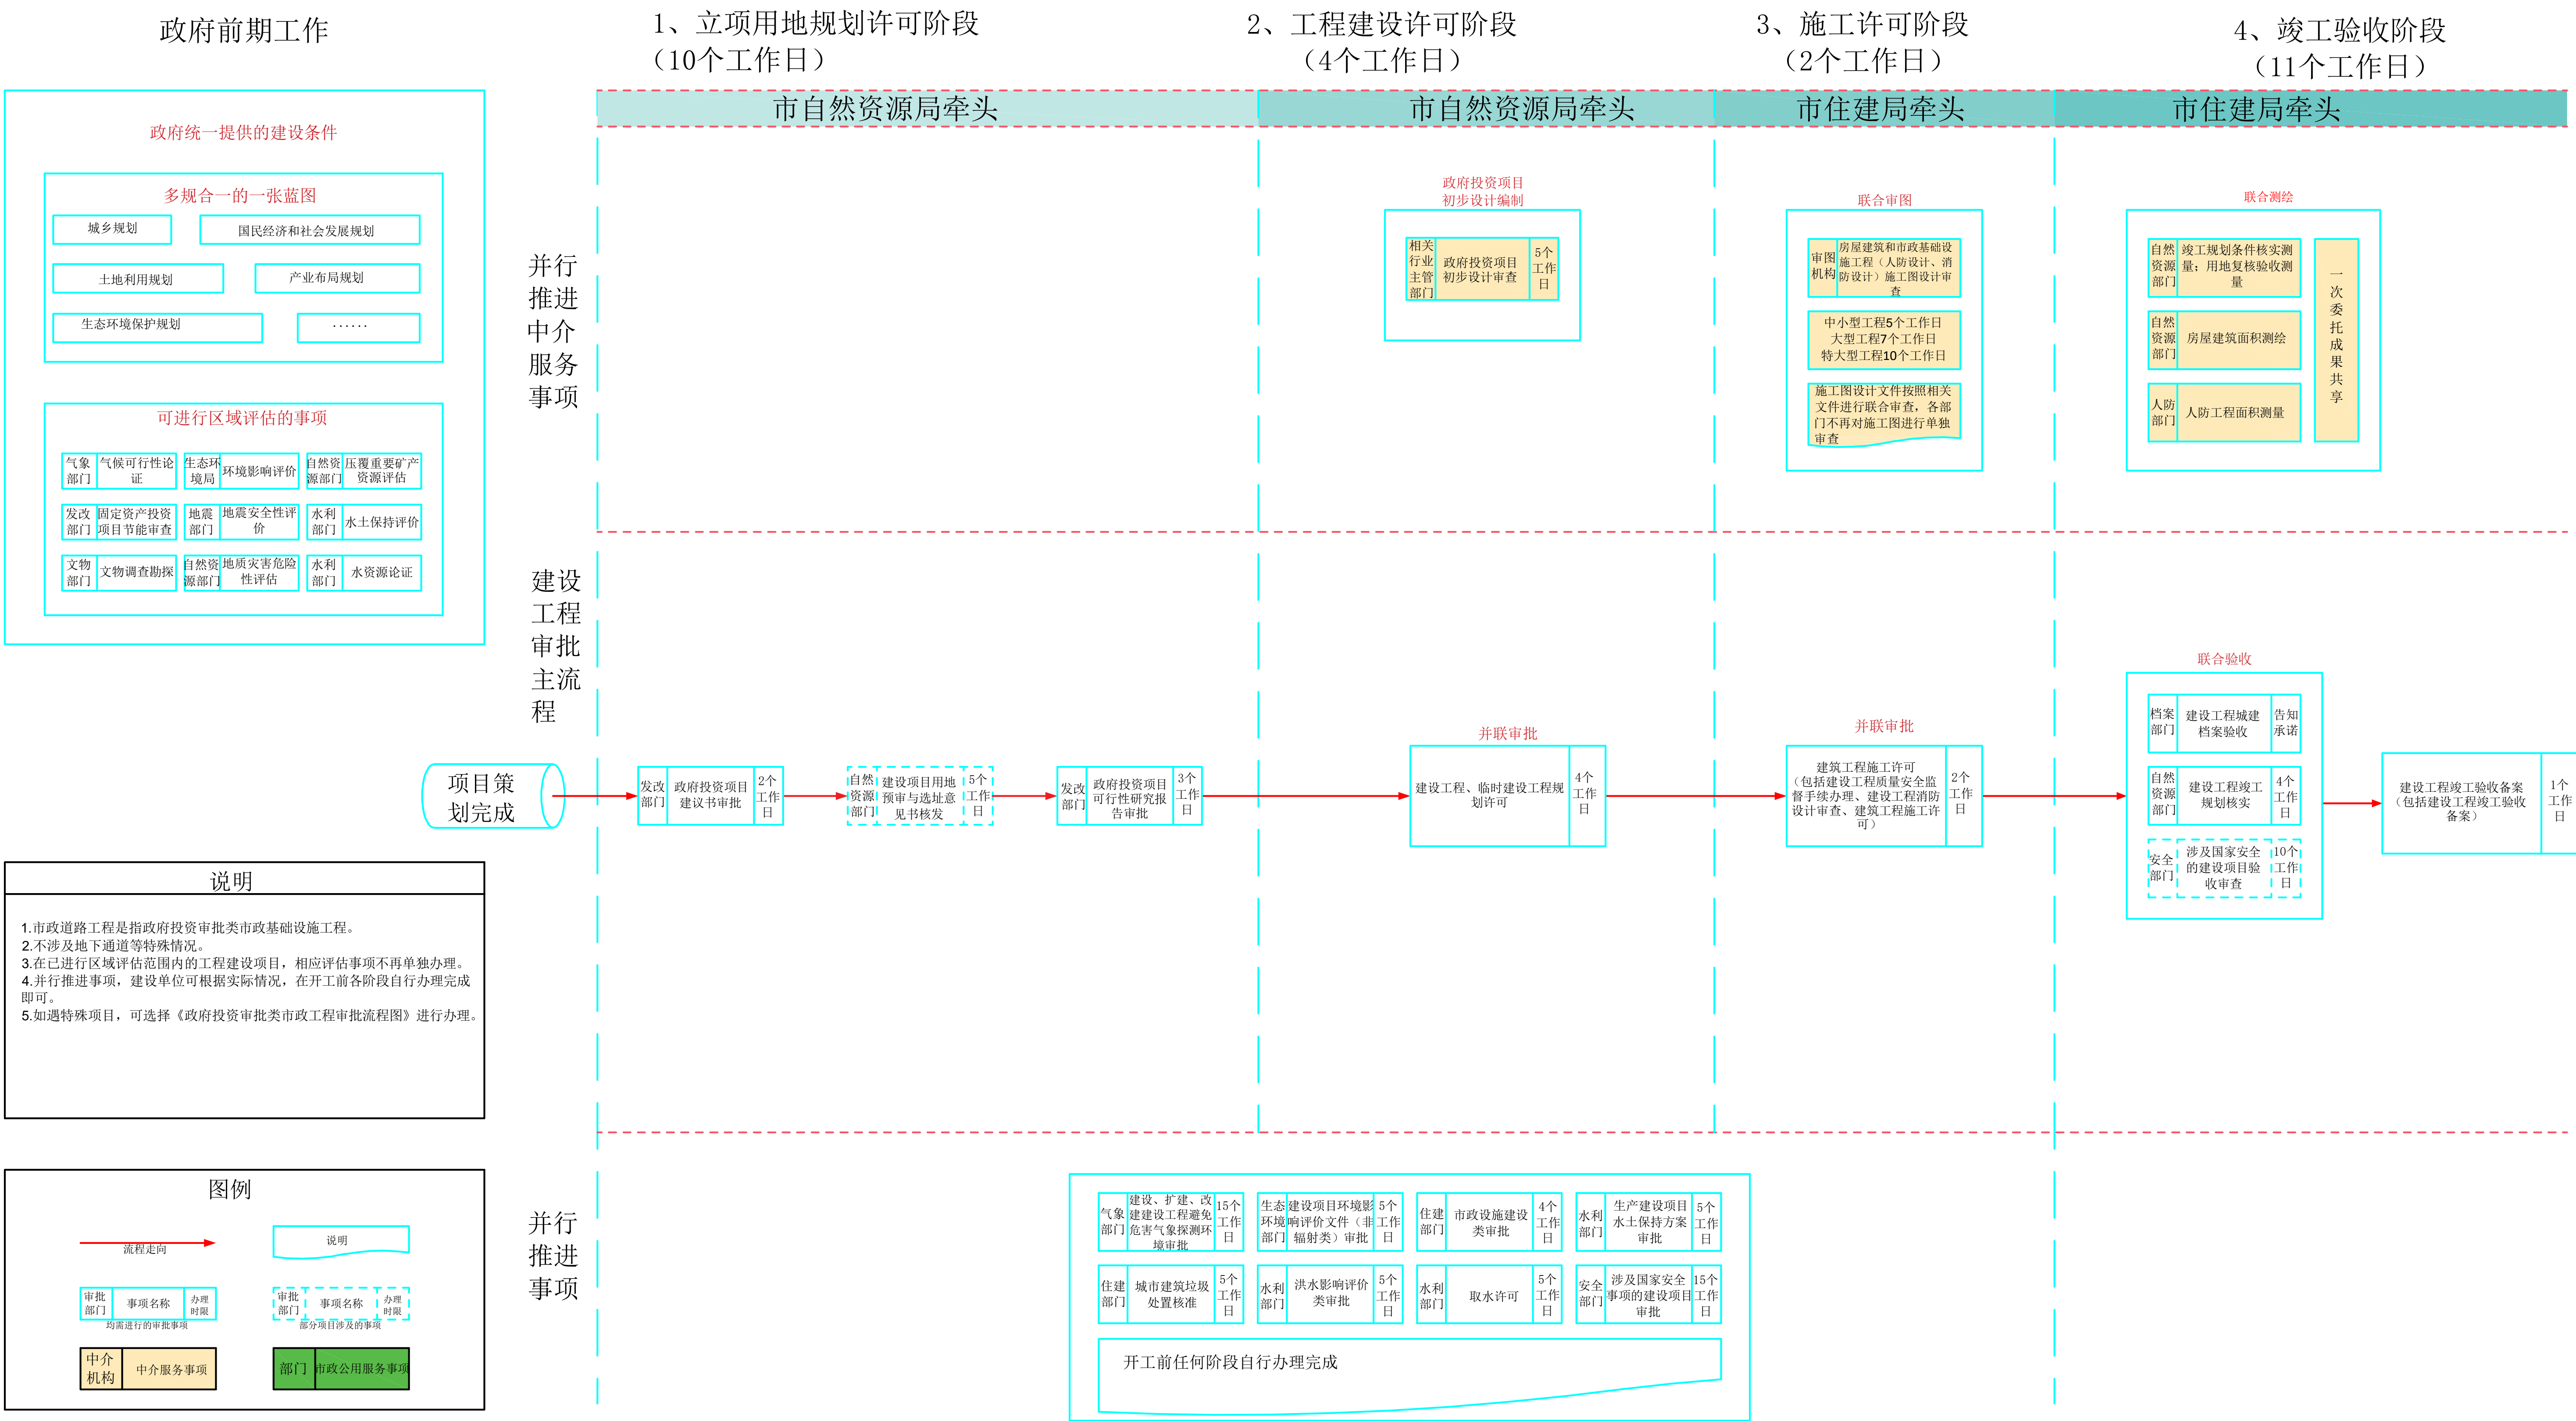 政府前期工作
1、立项用地规划许可阶段
（10个工作日）
2、工程建设许可阶段
（4个工作日）
3、施工许可阶段
（2个工作日）
4、竣工验收阶段
（11个工作日）
市自然资源局牵头
市自然资源局牵头
市住建局牵头
市住建局牵头
政府统一提供的建设条件
多规合一的一张蓝图
城乡规划
国民经济和社会发展规划
土地利用规划
产业布局规划
生态环境保护规划
......
可进行区域评估的事项
气象
部门
气候可行性论
证
生态环
境局
环境影响评价
自然资
源部门
压覆重要矿产
资源评估
发改
部门
固定资产投资
项目节能审查
地震
部门
地震安全性评
价
水利
部门
水土保持评价
文物
部门
文物调查勘探
自然资
源部门
地质灾害危险
性评估
水利
部门
水资源论证
并行
推进
中介
服务
事项
政府投资项目
初步设计编制
相关
行业
主管
部门
政府投资项目
初步设计审查
5个
工作
日
联合审图
审图
机构
房屋建筑和市政基础设
施工程（人防设计、消
防设计）施工图设计审
查
中小型工程5个工作日
大型工程7个工作日
特大型工程10个工作日
施工图设计文件按照相关
文件进行联合审查，各部
门不再对施工图进行单独
审查
联合测绘
自然
资源
部门
竣工规划条件核实测
量；用地复核验收测
量
自然
资源
部门
房屋建筑面积测绘
人防
部门
人防工程面积测量
一
次
委
托
成
果
共
享
建设
工程
审批
主流
程
项目策
划完成
发改
部门
政府投资项目
建议书审批
2个
工作
日
自然
资源
部门
建设项目用地
预审与选址意
见书核发
5个
工作
日
发改
部门
政府投资项目
可行性研究报
告审批
3个
工作
日
并联审批
建设工程、临时建设工程规
划许可
4个
工作
日
并联审批
建筑工程施工许可
（包括建设工程质量安全监
督手续办理、建设工程消防
设计审查、建筑工程施工许
可）
2个
工作
日
联合验收
档案
部门
建设工程城建
档案验收
告知
承诺
自然
资源
部门
建设工程竣工
规划核实
4个
工作
日
安全
部门
涉及国家安全
的建设项目验
收审查
10个
工作
日
建设工程竣工验收备案
（包括建设工程竣工验收
备案）
1个
工作
日
说明
1.市政道路工程是指政府投资审批类市政基础设施工程。
2.不涉及地下通道等特殊情况。
3.在已进行区域评估范围内的工程建设项目，相应评估事项不再单独办理。
4.并行推进事项，建设单位可根据实际情况，在开工前各阶段自行办理完成
即可。
5.如遇特殊项目，可选择《政府投资审批类市政工程审批流程图》进行办理。
图例
流程走向
说明
审批
部门
事项名称
办理
时限
均需进行的审批事项
审批
部门
事项名称
办理
时限
部分项目涉及的事项
中介
机构
中介服务事项
部门
市政公用服务事项
并行
推进
事项
气象
部门
建设、扩建、改
建建设工程避免
危害气象探测环
境审批
15个
工作
日
生态
环境
部门
建设项目环境影
响评价文件（非
辐射类）审批
5个
工作
日
住建
部门
市政设施建设
类审批
4个
工作
日
水利
部门
生产建设项目
水土保持方案
审批
5个
工作
日
住建
部门
城市建筑垃圾
处置核准
5个
工作
日
水利
部门
洪水影响评价
类审批
5个
工作
日
水利
部门
取水许可
5个
工作
日
安全
部门
涉及国家安全
事项的建设项目
审批
15个
工作
日
开工前任何阶段自行办理完成